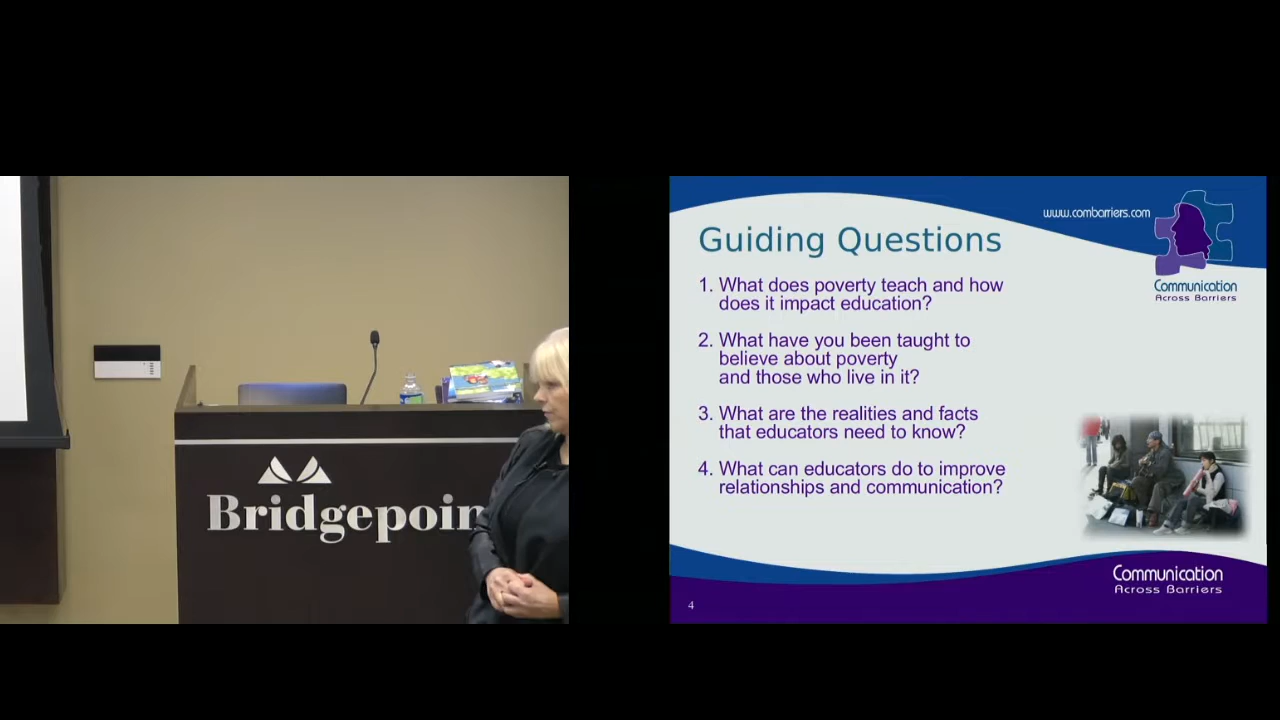 Bridgepoin
www.combarriers.com
Communication
Across Barriers
Guiding Questions
1. What does poverty teach and how
does it impact education?
2. What have you been taught to
believe about poverty
and those who live in it?
3. What are the realities and facts
that educators need to know?
4. What can educators do to improve
relationships and communication?
Communication
Across Barriers
4